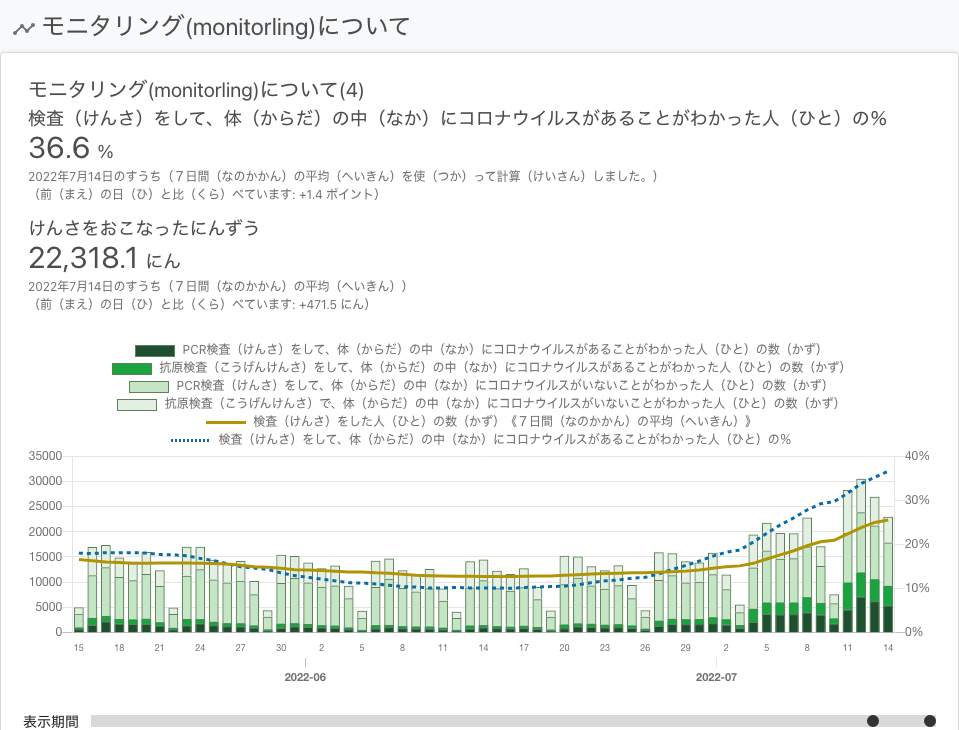 モニタリング(monitorling)について
モニタリング(monitorling)について(4)
検査（けんさ）をして、体（からだ）の中（なか）にコロナウイルスがあることがわかった人（ひと）の%
36.6 %
2022年7月14日のすうち（７日間（なのかかん）の平均（へいきん）を使（つか）って計算（けいさん）しました。）
（前（まえ）の日（ひ）と比（くら）べています: +1.4 ポイント）
けんさをおこなったにんずう
22,318.1 にん
2022年7月14日のすうち（７日間（なのかかん）の平均（へいきん））
（前（まえ）の日（ひ）と比（くら）べています: +471.5 にん）
PCR検査（けんさ）をして、体（からだ）の中（なか）にコロナウイルスがあることがわかった人（ひと）の数（かず）
抗原検査（こうげんけんさ）をして、体（からだ）の中（なか）にコロナウイルスがあることがわかった人（ひと）の数（かず）
PCR検査（けんさ）をして、体（からだ）の中（なか）にコロナウイルスがいないことがわかった人（ひと）の数（かず）
抗原検査（こうげんけんさ）で、体（からだ）の中（なか）にコロナウイルスがいないことがわかった人（ひと）の数（かず）
検査（けんさ）をした人（ひと）の数（かず）《７日間（なのかかん）の平均（へいきん）》
検査（けんさ）をして、体（からだ）の中（なか）にコロナウイルスがあることがわかった人（ひと）の%
35000 40%
30000
25000 30%
20000
15000 20%
10000 10%
5000
0 0%
15 18 21 24 27 30 2 5 8 11 14 17 20 23 26 29 2 5 8 11 14
2022-06 2022-07
表示期間